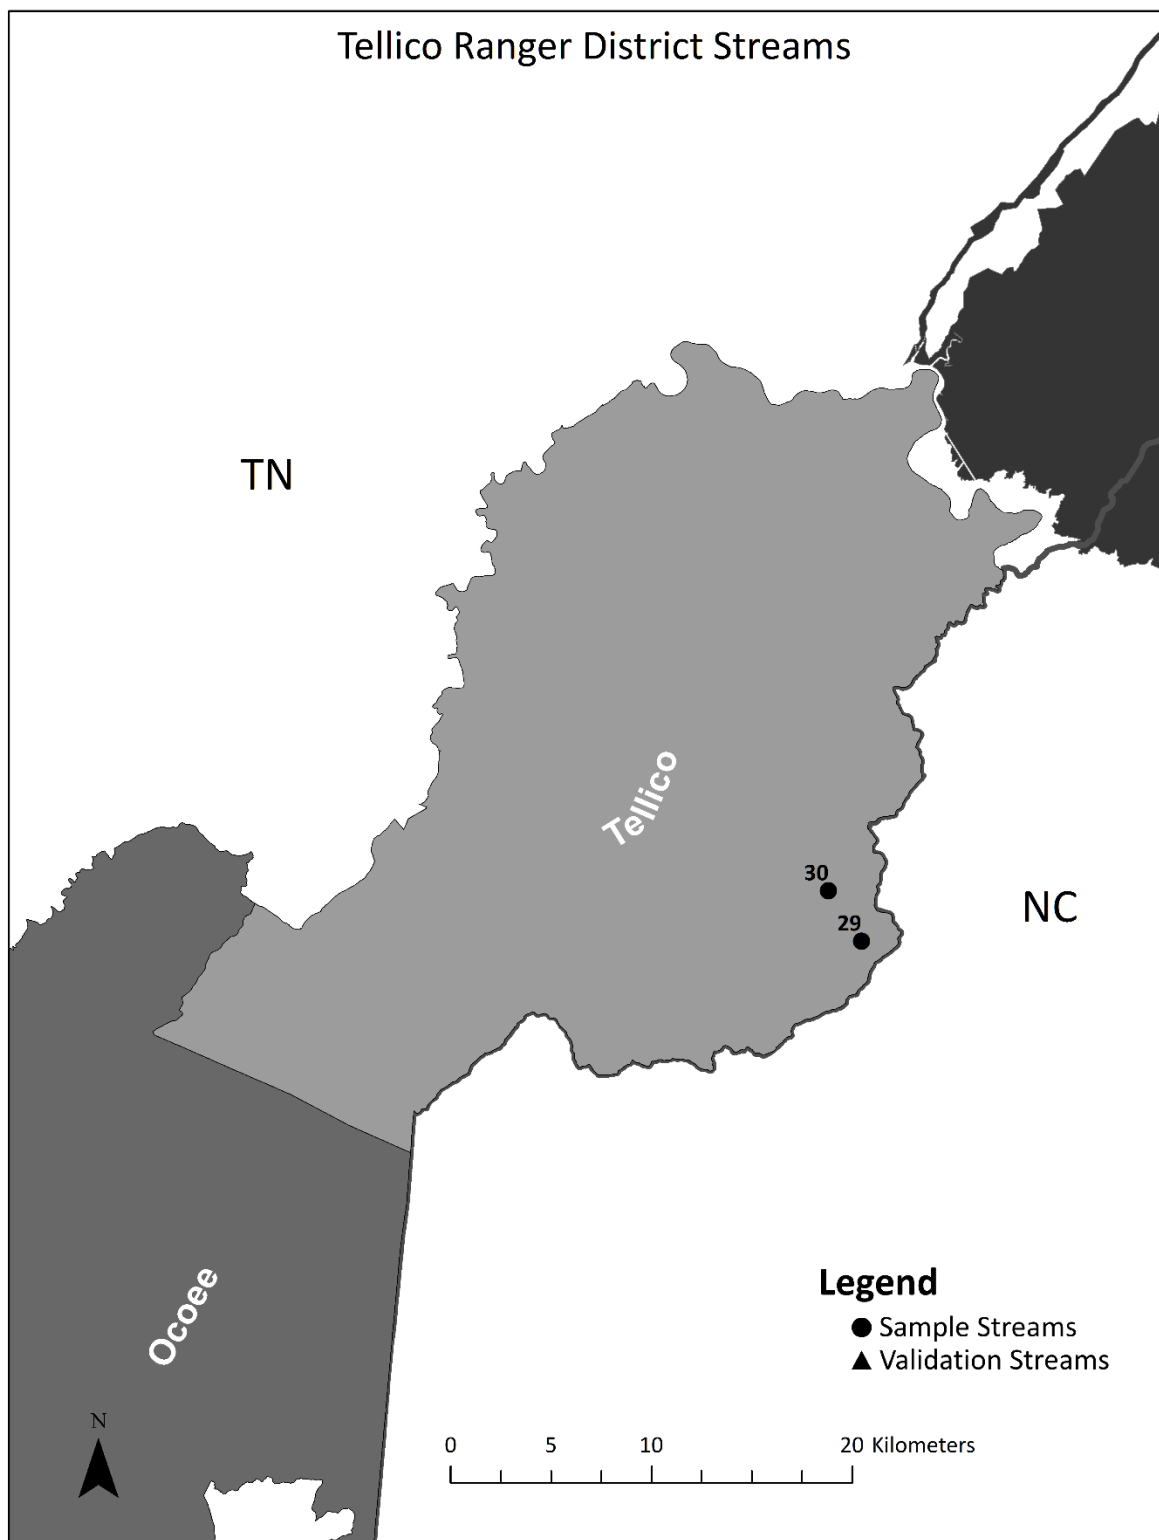 Tellico Ranger District Streams
TN
Tellico
30
29
NC
Ocoee
Legend
Sample Streams
Validation Streams
N
0 5 10 20 Kilometers